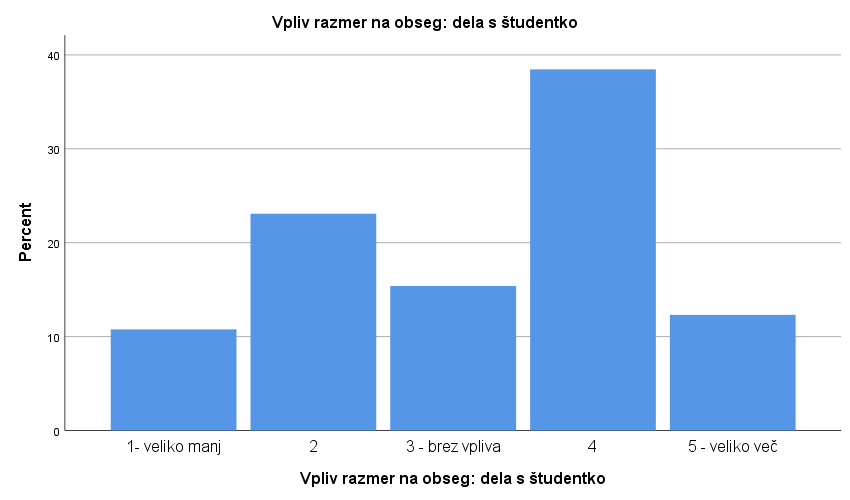 Vpliv razmer na obseg: dela s študentko
40
30
20
10
0
Percent
1- veliko manj
2
3 - brez vpliva
4
5 - veliko več
Vpliv razmer na obseg: dela s študentko